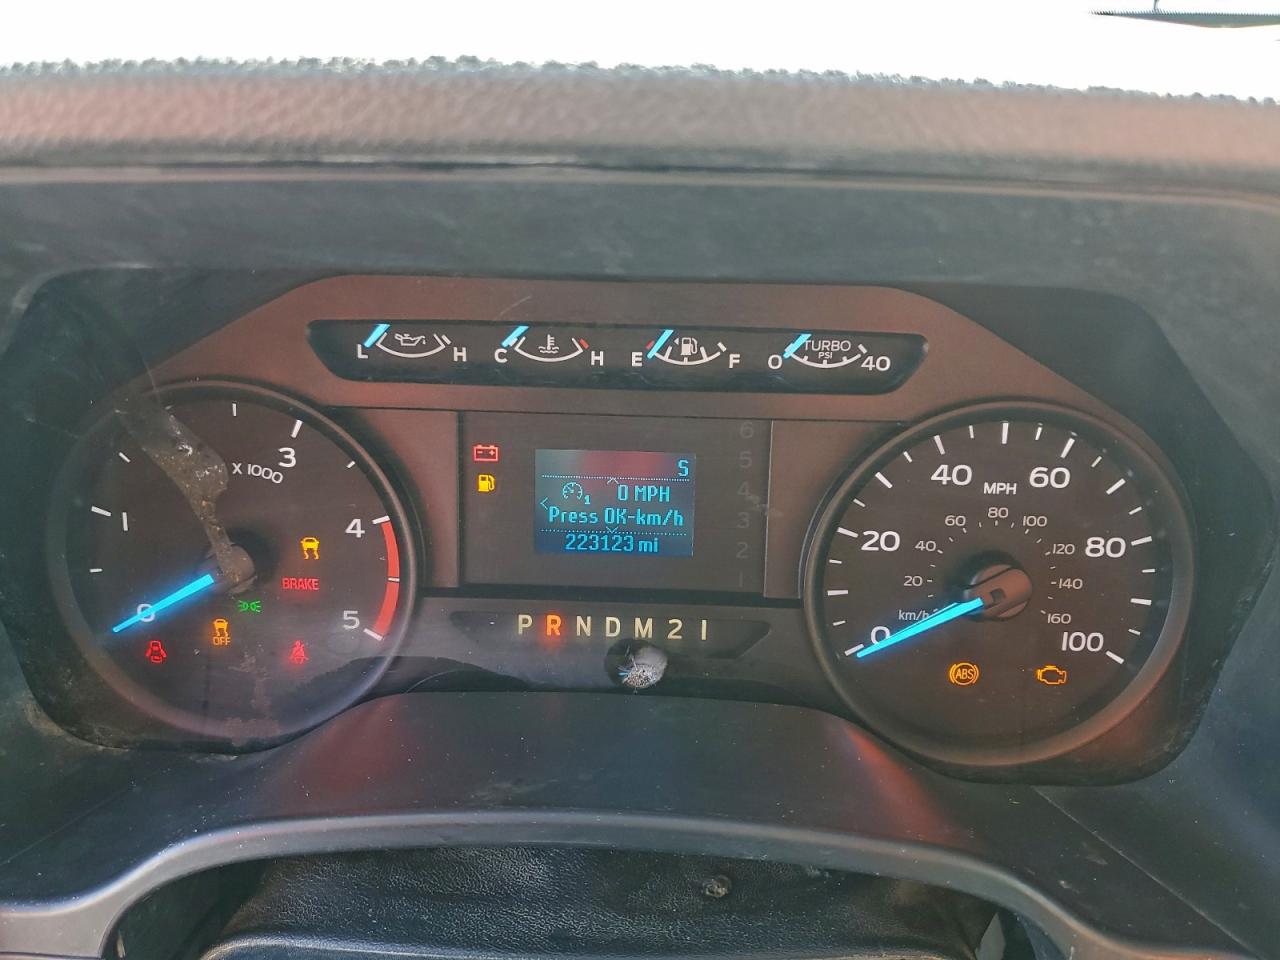 L H C H E F 0 TURBO PSI 40
0 1 3 4 5
X 1000
BRAKE
OFF
S
1 0 MPH
Press OK-km/h
223123 mi
6
5
4
3
2
P R N D M 2 1
0 20 40 60 80 100
MPH
20 40 60 80 100 120 140 160
km/h
ABS